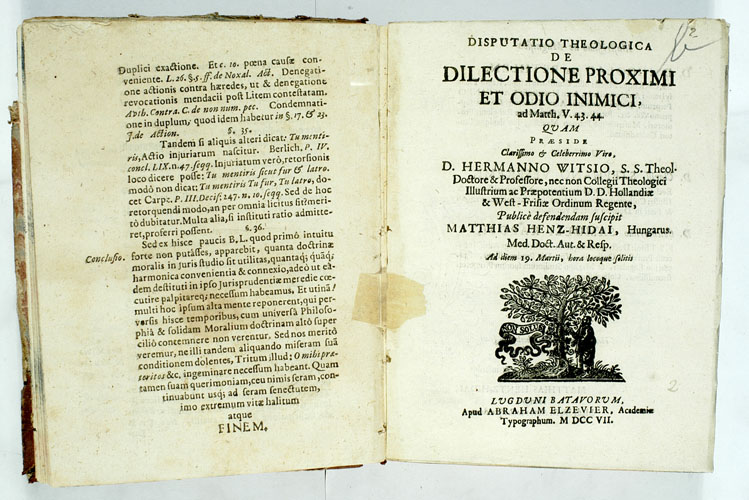 Duplici exactione. Et c. 10. pœna causæ con-
veniente. L. 26. §. 5. ff. de Noxal. Act. Denegati-
one actionis contra hæredes, ut & denegatione
revocationis mendacii post Litem contestatam.
Auth. Contra. C. de non num. pec. Condemnati-
one in duplum, quod idem habetur in §. 17. & 23.
J. de Action.
§. 35.
Tandem si aliquis alteri dicat: Tu menti-
ris, Actio injuriarum nascitur. Berlich. P. IV.
concl. LIX. n. 47. seqq. Injuriatum verò, retorsionis
loco dicere posse: Tu mentiris sicut fur & latro.
modò non dicat: Tu mentiris Tu fur, Tu latro, do-
cet Carpz. P. III. Decis: 247. n. 10. seqq. Sed de hoc
retorquendi modo, an per omnia licitus sit, meri-
tò dubitatur. Multa alia, si instituti ratio admitte-
ret, proferri possent.
§. 36.
Sed ex hisce paucis B, L. quod primò intuitu
Conclusio.
forte non putâsses, apparebit, quanta doctrinæ
moralis in Juris studio sit utilitas, quantaq; quàq;
harmonica convenientia & connexio, adeò ut ea-
dem destituti in ipso Jurisprudentiæ meredie cœ-
cutire palpitareq; necessum habeamus. Et utina!
multi hoc ipsum alta mente reponerent, qui per-
versis hisce temporibus, cum universâ Philoso-
phiâ & solidam Moralium doctrinam altò super
ciliò contemnere non verentur. Sed nos meritò
veremur, ne illi tandem aliquando miseram suã
conditionem dolentes, Tritum illud: O mihi præ-
teritos &c. ingeminare necessum habeant. Quam
tamen suam querimoniam, ceu nimis seram, con-
tinuabunt usq; ad seram senectutem,
imo extremum vitæ halitum
atque
FINEM.
DISPUTATIO THEOLOGICA
DE
DILECTIONE PROXIMI
ET ODIO INIMICI,
ad Matth. V. 43. 44.
QUAM
PRÆSIDE
Clarissimo & Celeberrimo Viro,
D. HERMANNO WITSIO, S. S. Theol.
Doctore & Professore, nec non Collegii Theologici
Illustrium ac Præpotentium D. D. Hollandiæ
& West-Frisiæ Ordinum Regente,
Publicè defendendam suscipit
MATTHIAS HENZ-HIDAI, Hungarus.
Med. Doct. Aut. & Resp.
Ad diem 19. Martii, hora locoque solitis
NON SOLUS
2
LUGDUNI BATAVORUM,
Apud ABRAHAM ELZEVIER, Academiæ
Typographum. M DCC VII.